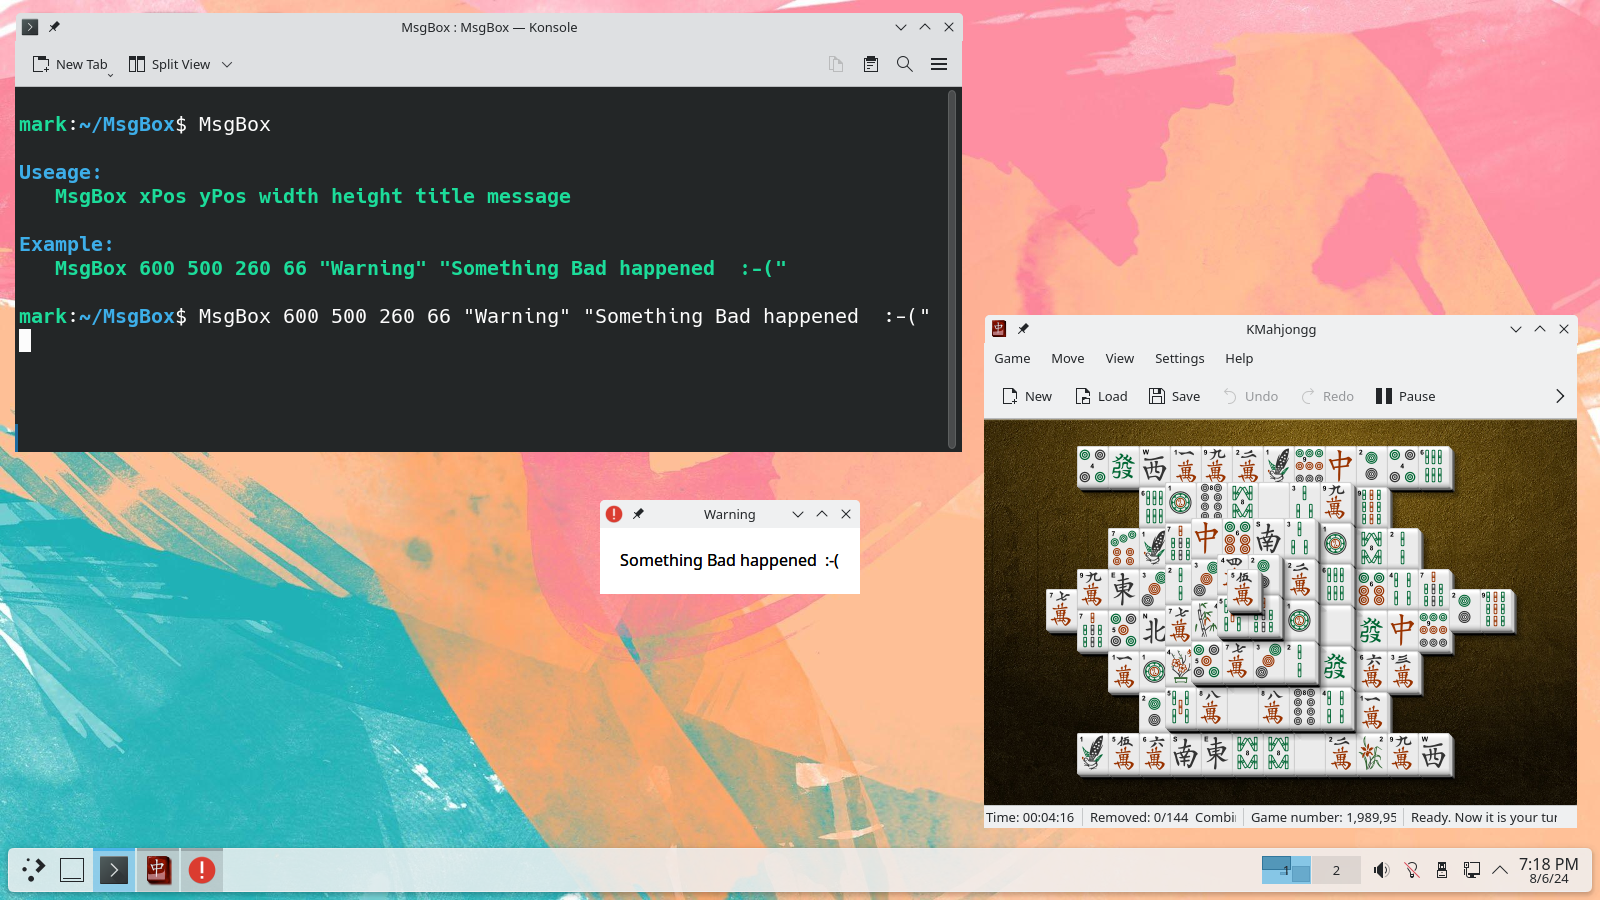 MsgBox : MsgBox — Konsole
New Tab
Split View
mark:~/MsgBox$ MsgBox
Useage:
MsgBox xPos yPos width height title message
Example:
MsgBox 600 500 260 66 "Warning" "Something Bad happened  :-("
mark:~/MsgBox$ MsgBox 600 500 260 66 "Warning" "Something Bad happened  :-("
KMahjongg
Game Move View Settings Help
New Load Save Undo Redo Pause
Warning
Something Bad happened  :-(
Time: 00:04:16
Removed: 0/144
Game number: 1,989,95
Ready. Now it is your
1
2
7:18 PM
8/6/24